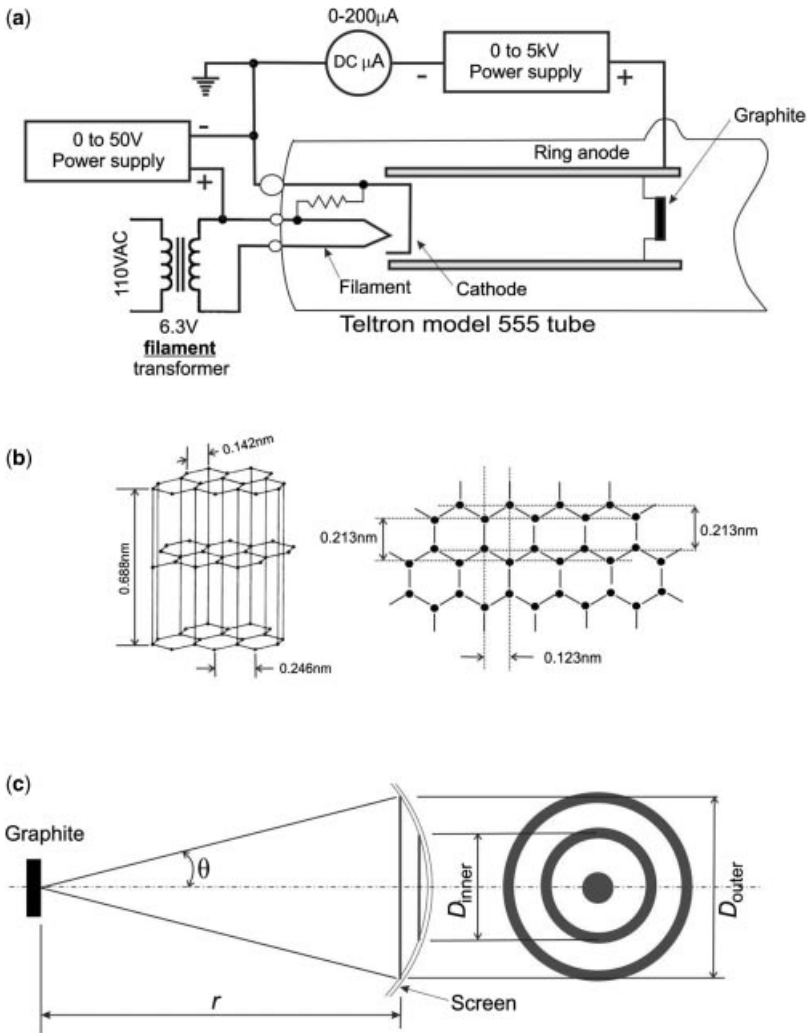 (a)
0-200μA
DC μA
-
0 to 5kV
Power supply
+
Graphite
0 to 50V
Power supply
-
+
Ring anode
110VAC
6.3V
filament
transformer
Filament
Cathode
Teltron model 555 tube
(b)
0.142nm
0.688nm
0.246nm
0.213nm
0.213nm
0.123nm
(c)
Graphite
θ
r
Screen
Dinner
Douter